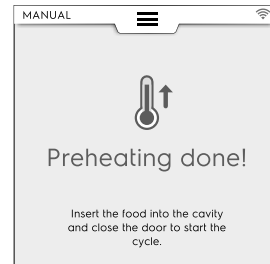 MANUAL
Preheating done!
Insert the food into the cavity
and close the door to start the
cycle.